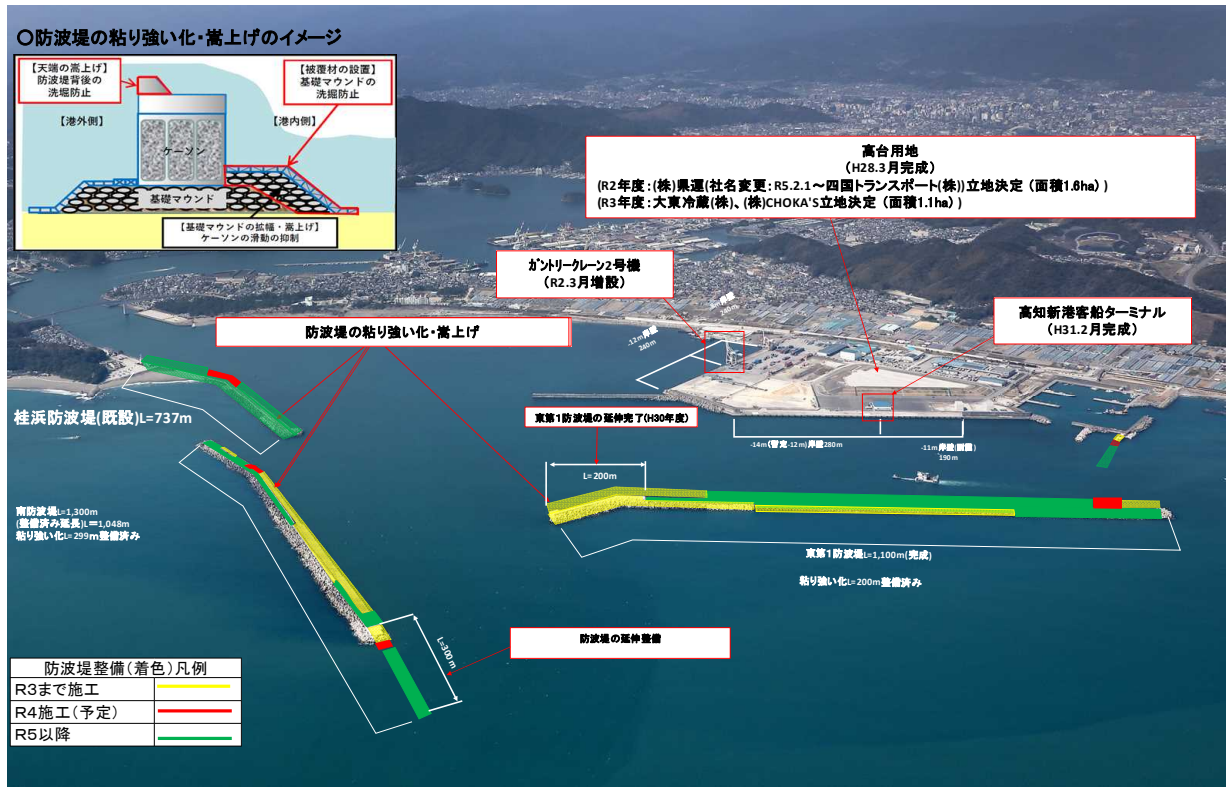 〇防波堤の粘り強い化・嵩上げのイメージ
【天端の嵩上げ】
防波堤背後の
洗堀防止
【被覆材の設置】
基礎マウンドの
洗掘防止
【港外側】
【港内側】
ケーソン
基礎マウンド
【基礎マウンドの拡幅・嵩上げ】
ケーソンの滑動の抑制
高台用地
(H28.3月完成)
(R2年度:(株)県運(社名変更:R5.2.1~四国トランスポート(株))立地決定 (面積1.6ha) )
(R3年度:大東冷蔵(株)、(株)CHOKA'S立地決定 (面積1.1ha) )
ガントリークレーン2号機
(R2.3月増設)
高知新港客船ターミナル
(H31.2月完成)
防波堤の粘り強い化・嵩上げ
-12m岸壁
240m
240m
桂浜防波堤(既設)L=737m
東第1防波堤の延伸完了(H30年度)
L=200m
-14m(暫定-12m)岸壁280m
-11m岸壁(耐震)
190m
南防波堤L=1,300m
(整備済み延長)L=1,048m
粘り強い化L=299m整備済み
東第1防波堤L=1,100m(完成)
粘り強い化L=200m整備済み
L=300m
防波堤の延伸整備
防波堤整備(着色)凡例
R3まで施工
R4施工(予定)
R5以降